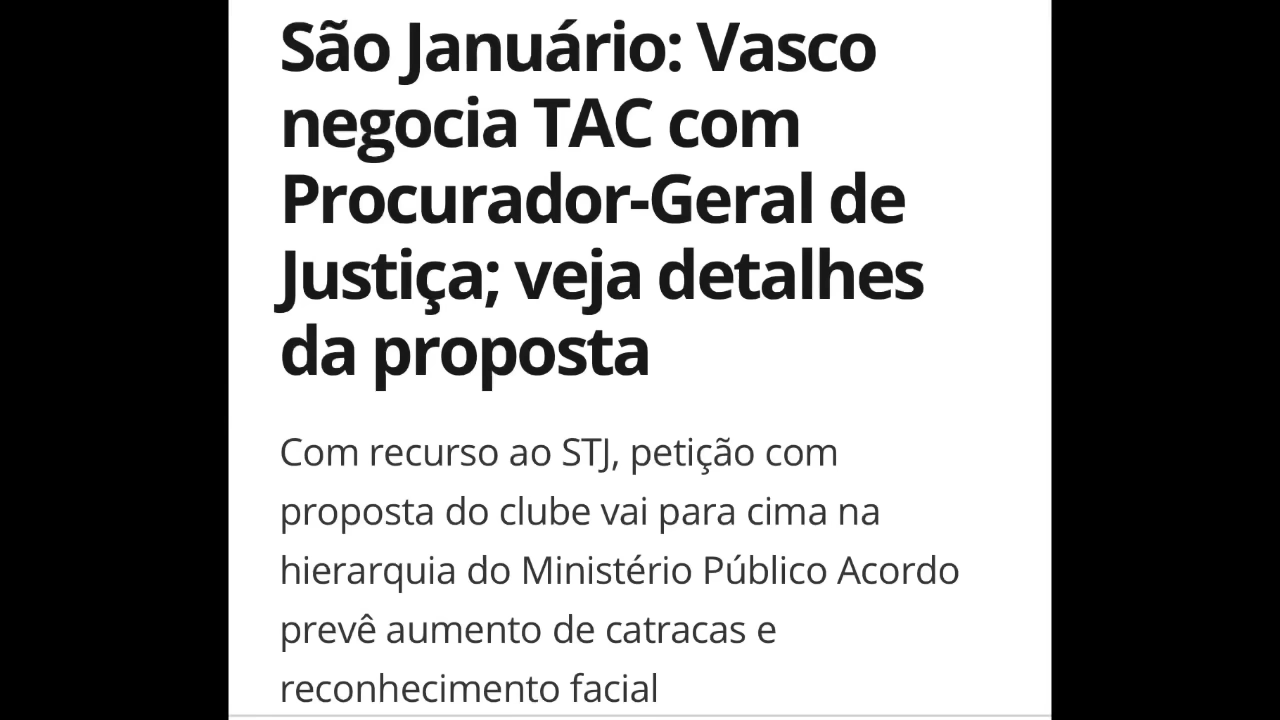 São Januário: Vasco
negocia TAC com
Procurador-Geral de
Justiça; veja detalhes
da proposta
Com recurso ao STJ, petição com
proposta do clube vai para cima na
hierarquia do Ministério Público Acordo
prevê aumento de catracas e
reconhecimento facial